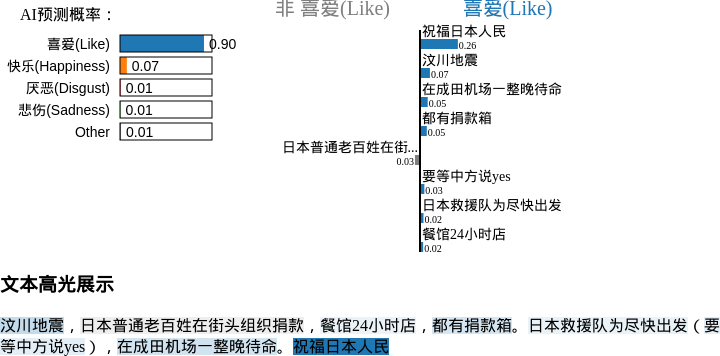 AI预测概率：
喜爱(Like) 0.90
快乐(Happiness) 0.07
厌恶(Disgust) 0.01
悲伤(Sadness) 0.01
Other 0.01
非 喜爱(Like) 喜爱(Like)
祝福日本人民
0.26
汶川地震
0.07
在成田机场一整晚待命
0.05
都有捐款箱
0.05
日本普通老百姓在街...
0.03
要等中方说yes
0.03
日本救援队为尽快出发
0.02
餐馆24小时店
0.02
文本高光展示
汶川地震，日本普通老百姓在街头组织捐款，餐馆24小时店，都有捐款箱。日本救援队为尽快出发（要
等中方说yes），在成田机场一整晚待命。祝福日本人民